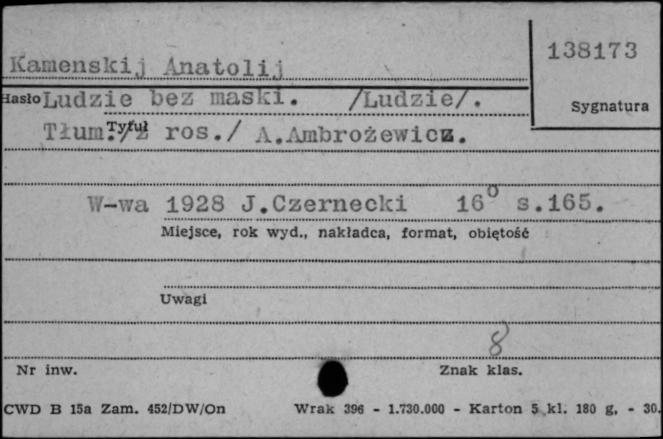 138173
Kamenskij Anatolij
Hasło Ludzie bez maski. /Ludzie/.
Sygnatura
Tytuł
Tłum./z ros./ A.Ambrożewicz.
W-wa 1928 J.Czernecki 16° s.165.
Miejsce, rok wyd., nakładca, format, obiętość
Uwagi
8
Nr inw. Znak klas.
CWD B 15a Zam. 452/DW/On Wrak 396 - 1.730.000 - Karton 5 kl. 180 g. - 30.